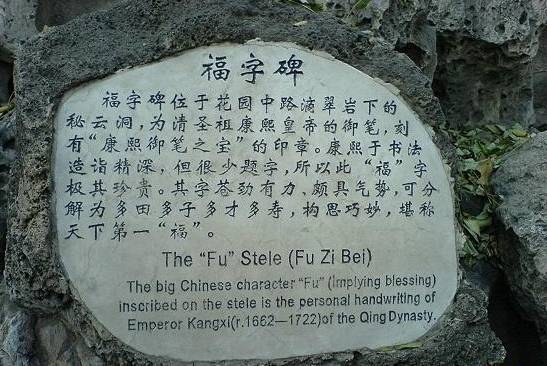 福字碑
福字碑位于花园中路滴翠岩下的
秘云洞，为清圣祖康熙皇帝的御笔，刻
有“康熙御笔之宝”的印章。康熙于书法
造诣精深，但很少题字，所以此“福”字
极其珍贵。其字苍劲有力、颇具气势，可分
解为多田多子多才多寿，构思巧妙，堪称
天下第一“福”。
The “Fu” Stele (Fu Zi Bei)
The big Chinese character “Fu” (implying blessing)
inscribed on the stele is the personal handwriting of
Emperor Kangxi(r.1662—1722)of the Qing Dynasty.